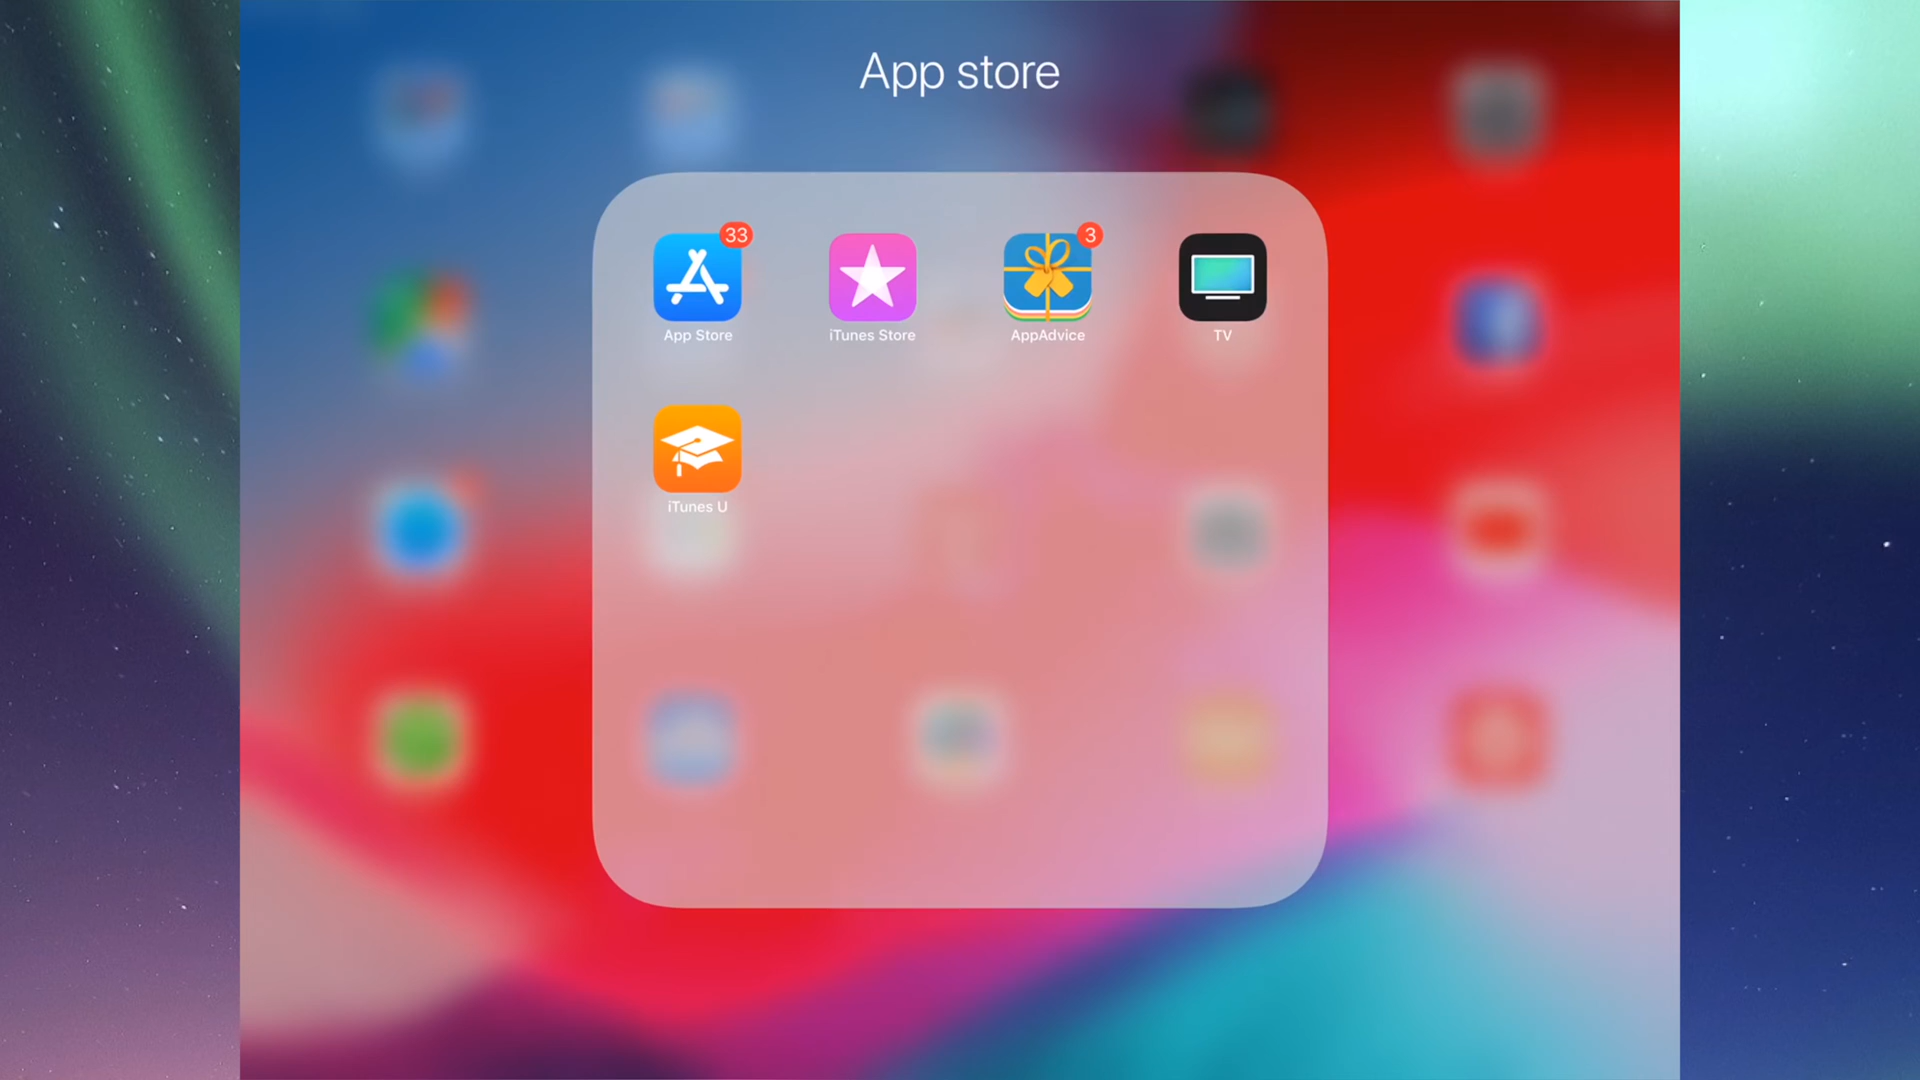 App store
33
3
App Store
iTunes Store
AppAdvice
TV
iTunes U